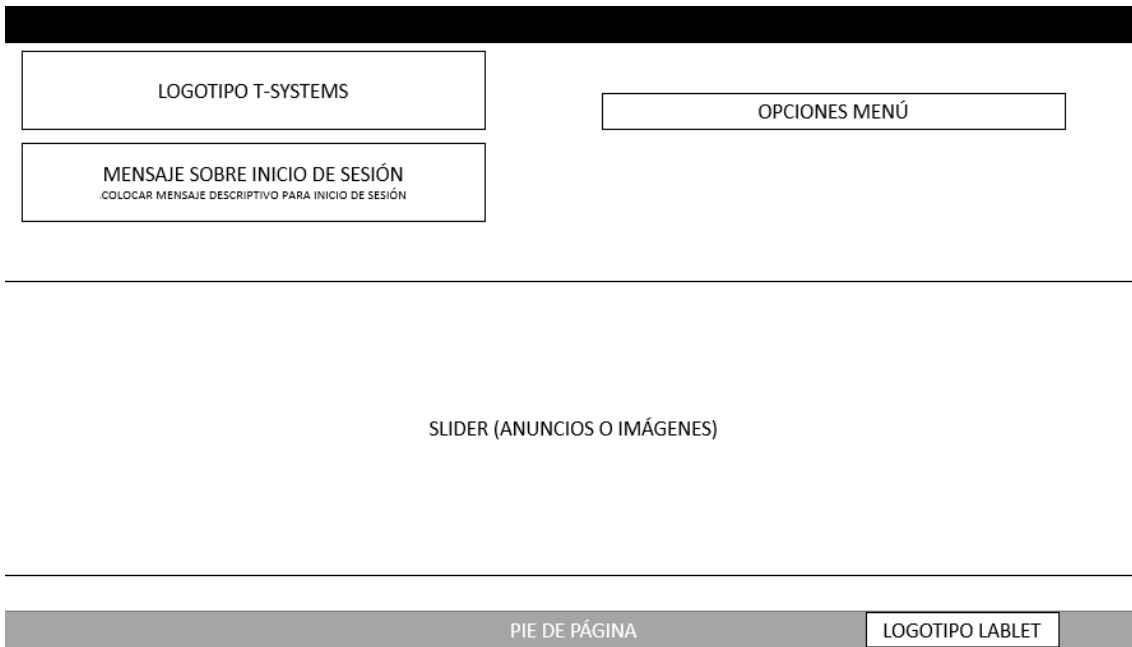 LOGOTIPO T-SYSTEMS
OPCIONES MENÚ
MENSAJE SOBRE INICIO DE SESIÓN
.COLOCAR MENSAJE DESCRIPTIVO PARA INICIO DE SESIÓN
SLIDER (ANUNCIOS O IMÁGENES)
PIE DE PÁGINA
LOGOTIPO LABLET